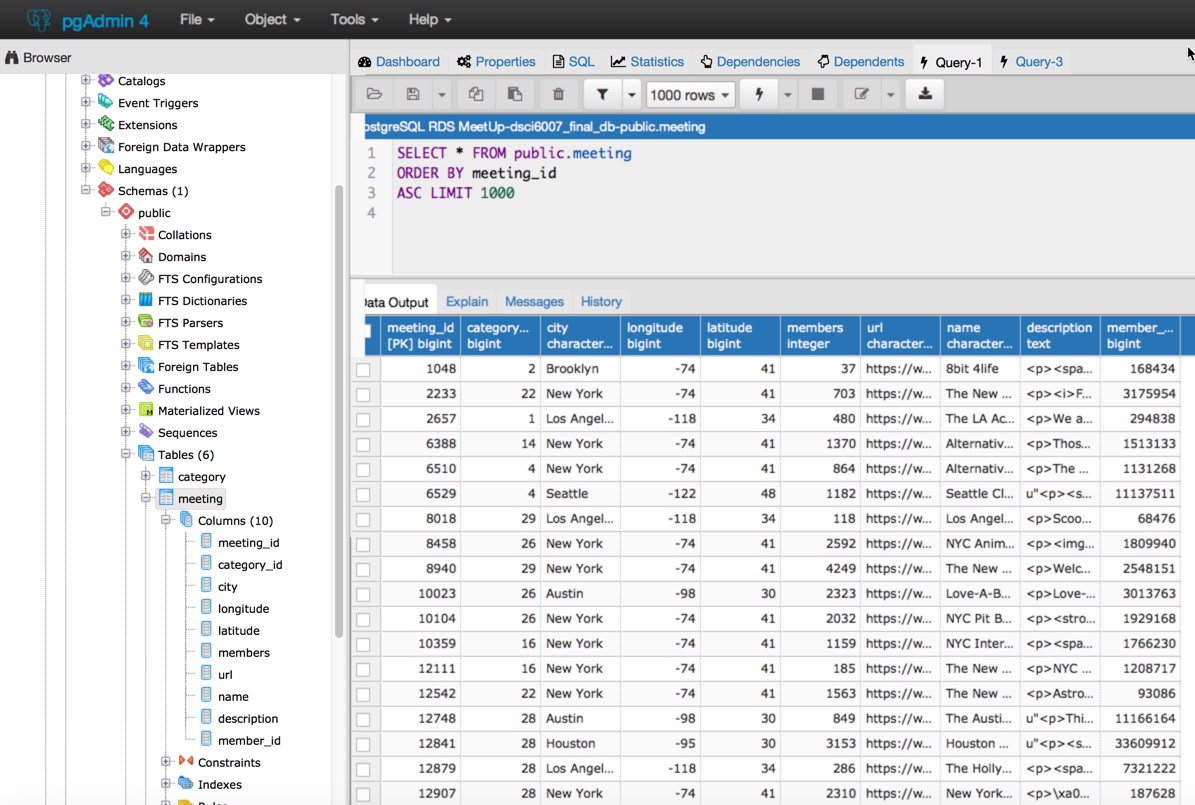 pgAdmin 4 File Object Tools Help
Browser
Catalogs
Event Triggers
Extensions
Foreign Data Wrappers
Languages
Schemas (1)
public
Collations
Domains
FTS Configurations
FTS Dictionaries
FTS Parsers
FTS Templates
Foreign Tables
Functions
Materialized Views
Sequences
Tables (6)
category
meeting
Columns (10)
meeting_id
category_id
city
longitude
latitude
members
url
name
description
member_id
Constraints
Indexes
Dashboard Properties SQL Statistics Dependencies Dependents Query-1 Query-3
1000 rows
ostgreSQL RDS MeetUp-dsci6007_final_db-public.meeting
1 SELECT * FROM public.meeting
2 ORDER BY meeting_id
3 ASC LIMIT 1000
4
Data Output Explain Messages History
meeting_id category... city longitude latitude members url name description member_...
[PK] bigint bigint character... bigint bigint integer character... character... text bigint
1048 2 Brooklyn -74 41 37 https://w... 8bit 4life <p><spa... 168434
2233 22 New York -74 41 703 https://w... The New ... <p><i>F... 3175954
2657 1 Los Angel... -118 34 480 https://w... The LA Ac... <p>We a... 294838
6388 14 New York -74 41 1370 https://w... Alternativ... <p>Thos... 1513133
6510 4 New York -74 41 864 https://w... Alternativ... <p>The ... 1131268
6529 4 Seattle -122 48 1182 https://w... Seattle Cl... u"<p><s... 11137511
8018 29 Los Angel... -118 34 118 https://w... Los Angel... <p>Scoo... 68476
8458 26 New York -74 41 2592 https://w... NYC Anim... <p><img... 1809940
8940 29 New York -74 41 4249 https://w... The New ... <p>Welc... 2548151
10023 26 Austin -98 30 2323 https://w... Love-A-B... <p>Love-... 3013763
10104 26 New York -74 41 2032 https://w... NYC Pit B... <p><stro... 1929168
10359 16 New York -74 41 1159 https://w... NYC Inter... <p><spa... 1766230
12111 16 New York -74 41 185 https://w... The New ... <p>NYC ... 1208717
12542 22 New York -74 41 1563 https://w... The New ... <p>Astro... 93086
12748 28 Austin -98 30 849 https://w... The Austi... u"<p>Thi... 11166164
12841 28 Houston -95 30 3153 https://w... Houston ... u"<p><s... 33609912
12879 28 Los Angel... -118 34 286 https://w... The Holly... <p><spa... 7321222
12907 28 New York -74 41 2310 https://w... New York... <p>\xa0... 187628